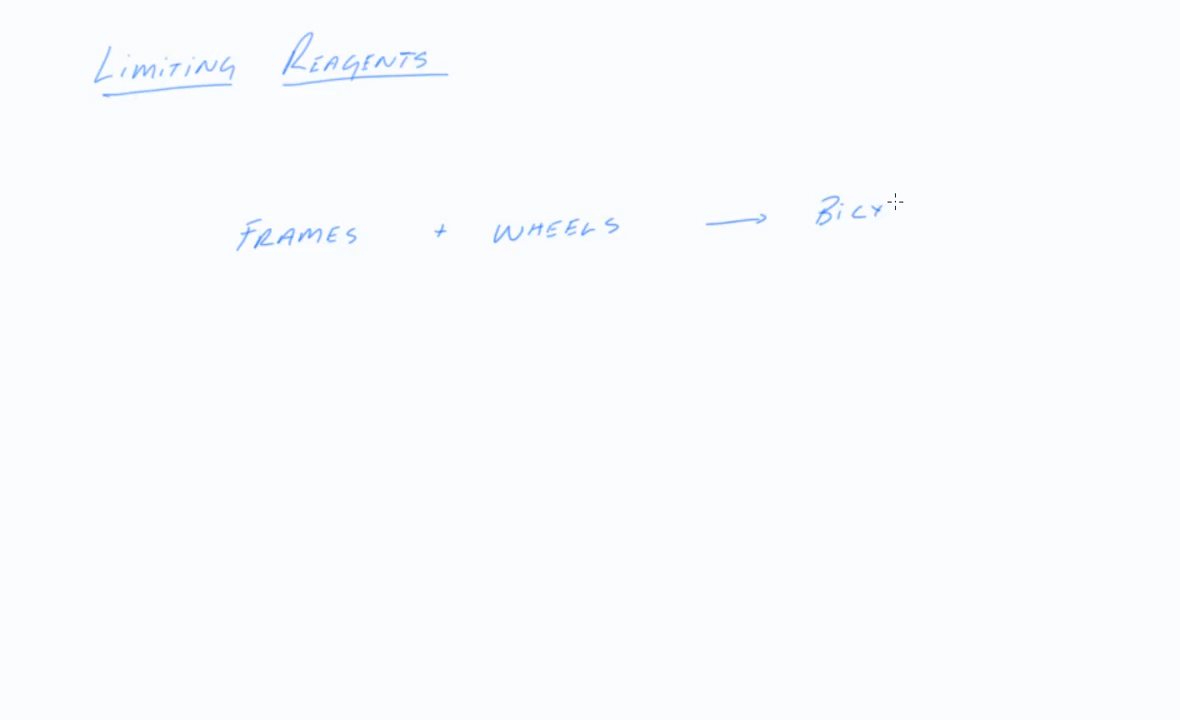 LIMITING REAGENTS
FRAMES + WHEELS → BICY